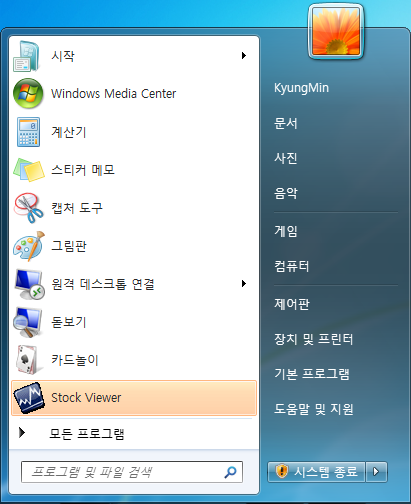 시작
Windows Media Center
계산기
스티커 메모
캡처 도구
그림판
원격 데스크톱 연결
돋보기
카드놀이
Stock Viewer
모든 프로그램
프로그램 및 파일 검색
KyungMin
문서
사진
음악
게임
컴퓨터
제어판
장치 및 프린터
기본 프로그램
도움말 및 지원
시스템 종료